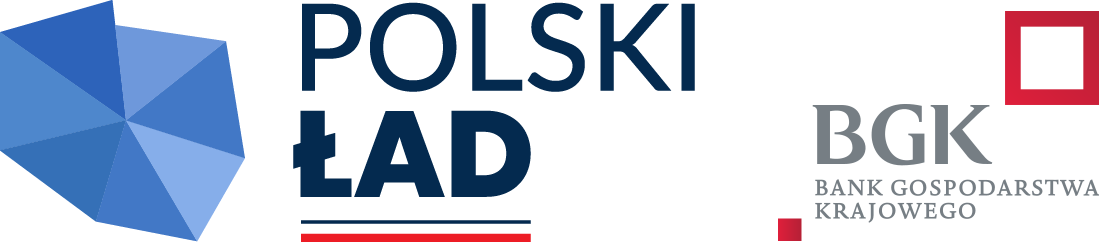 POLSKI
ŁAD
BGK
BANK GOSPODARSTWA
KRAJOWEGO